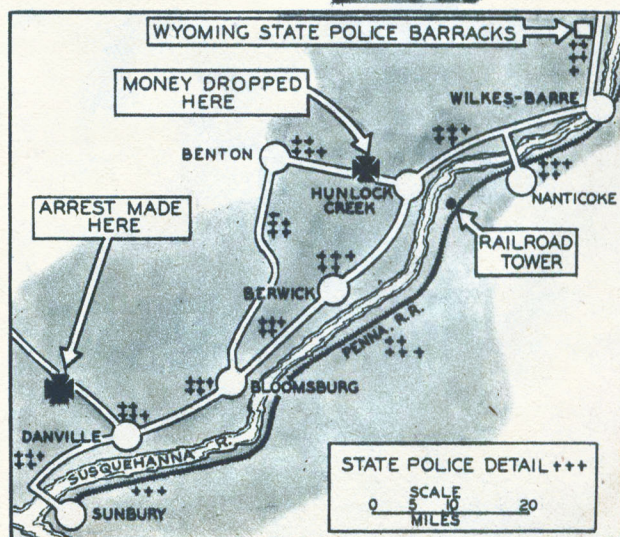 WYOMING STATE POLICE BARRACKS
MONEY DROPPED
HERE
WILKES-BARRE
BENTON
HUNLOCK
CREEK
NANTICOKE
ARREST MADE
HERE
RAILROAD
TOWER
BERWICK
PENNA. R.R.
BLOOMSBURG
DANVILLE
SUSQUEHANNA R.
SUNBURY
STATE POLICE DETAIL +++
SCALE
0 5 10 20
MILES